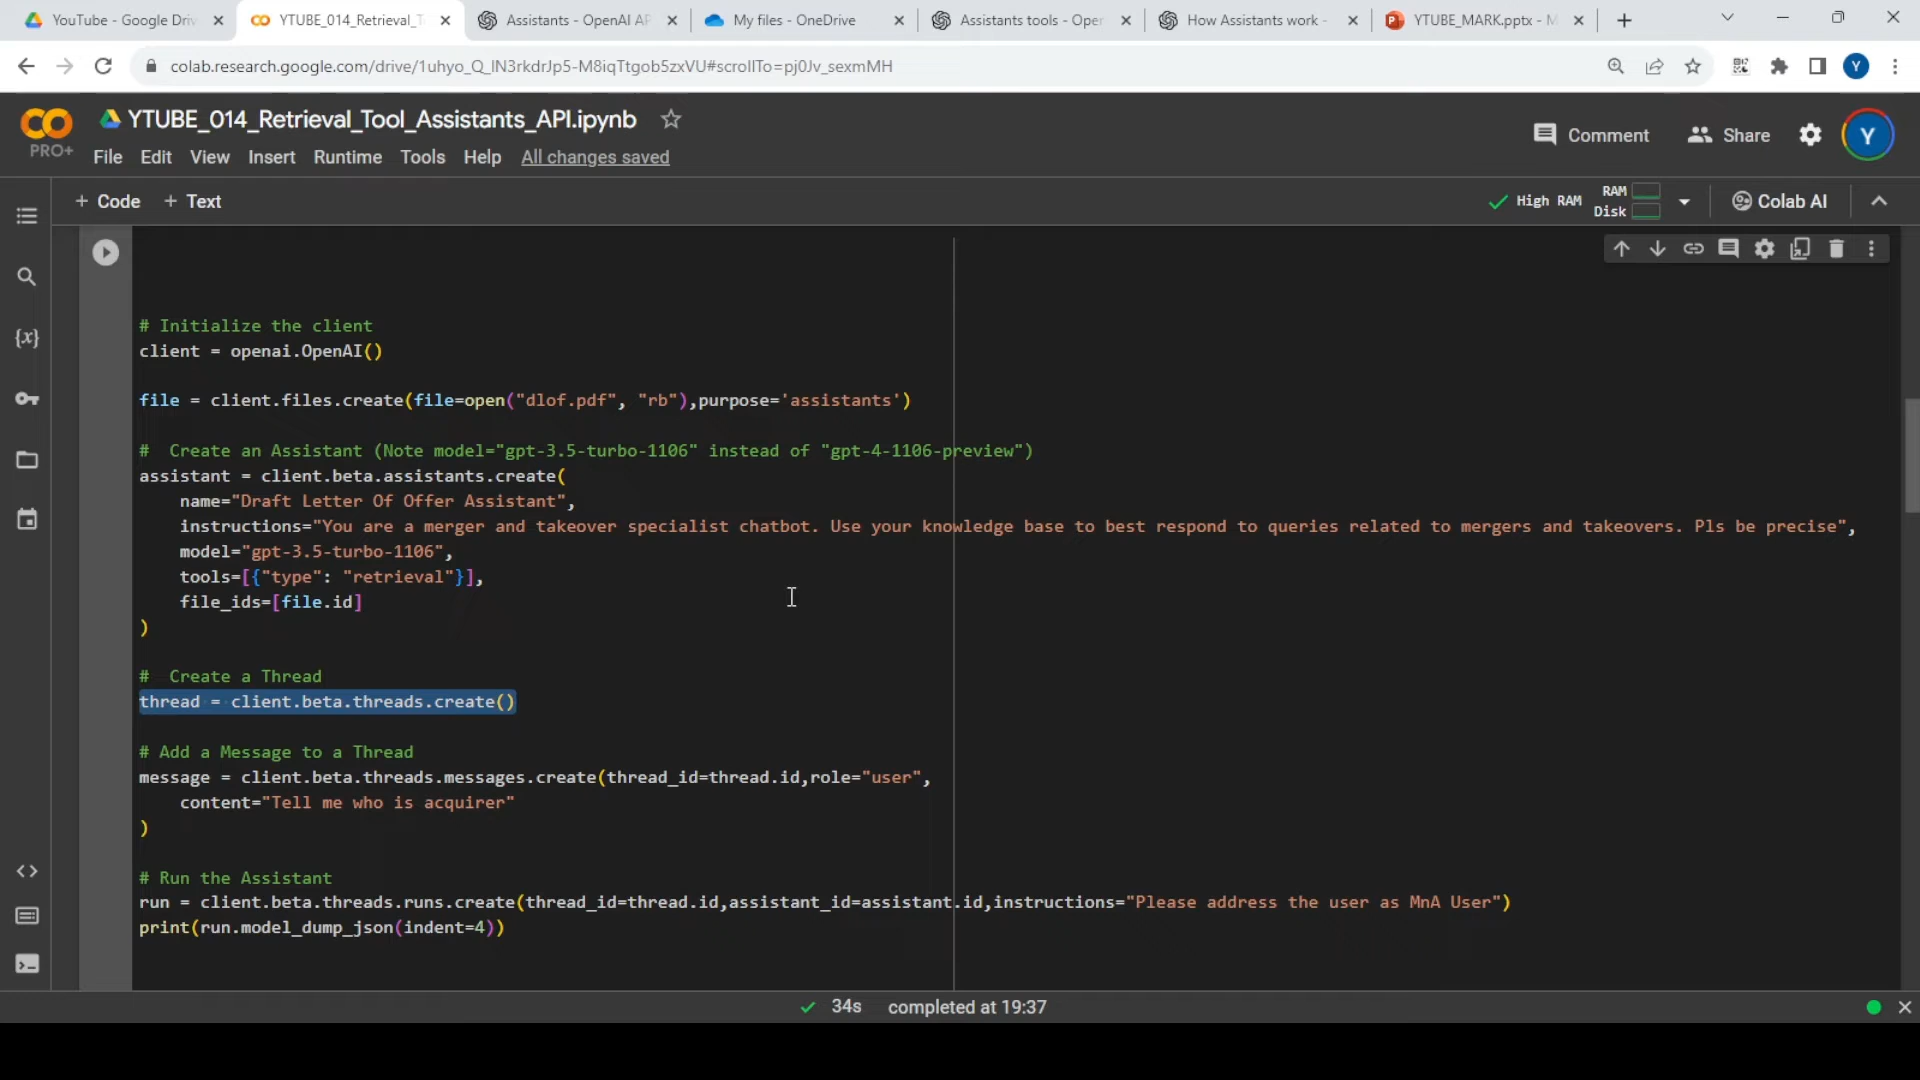 YouTube - Google Driv
YTUBE_014_Retrieval_T
Assistants - OpenAI AP
My files - OneDrive
Assistants tools - Oper
How Assistants work -
YTUBE_MARK.pptx - M
colab.research.google.com/drive/1uhyo_Q_IN3rkdrJp5-M8iqTtgob5zxVU#scrollTo=pj0Jv_sexmMH
Y
PRO+
YTUBE_014_Retrieval_Tool_Assistants_API.ipynb
Comment
Share
Y
File Edit View Insert Runtime Tools Help All changes saved
+ Code + Text
High RAM
RAM
Disk
Colab AI
# Initialize the client
client = openai.OpenAI()
file = client.files.create(file=open("dlof.pdf", "rb"),purpose='assistants')
#  Create an Assistant (Note model="gpt-3.5-turbo-1106" instead of "gpt-4-1106-preview")
assistant = client.beta.assistants.create(
    name="Draft Letter Of Offer Assistant",
    instructions="You are a merger and takeover specialist chatbot. Use your knowledge base to best respond to queries related to mergers and takeovers. Pls be precise",
    model="gpt-3.5-turbo-1106",
    tools=[{"type": "retrieval"}],
    file_ids=[file.id]
)
#  Create a Thread
thread = client.beta.threads.create()
# Add a Message to a Thread
message = client.beta.threads.messages.create(thread_id=thread.id,role="user",
    content="Tell me who is acquirer"
)
# Run the Assistant
run = client.beta.threads.runs.create(thread_id=thread.id,assistant_id=assistant.id,instructions="Please address the user as MnA User")
print(run.model_dump_json(indent=4))
34s completed at 19:37